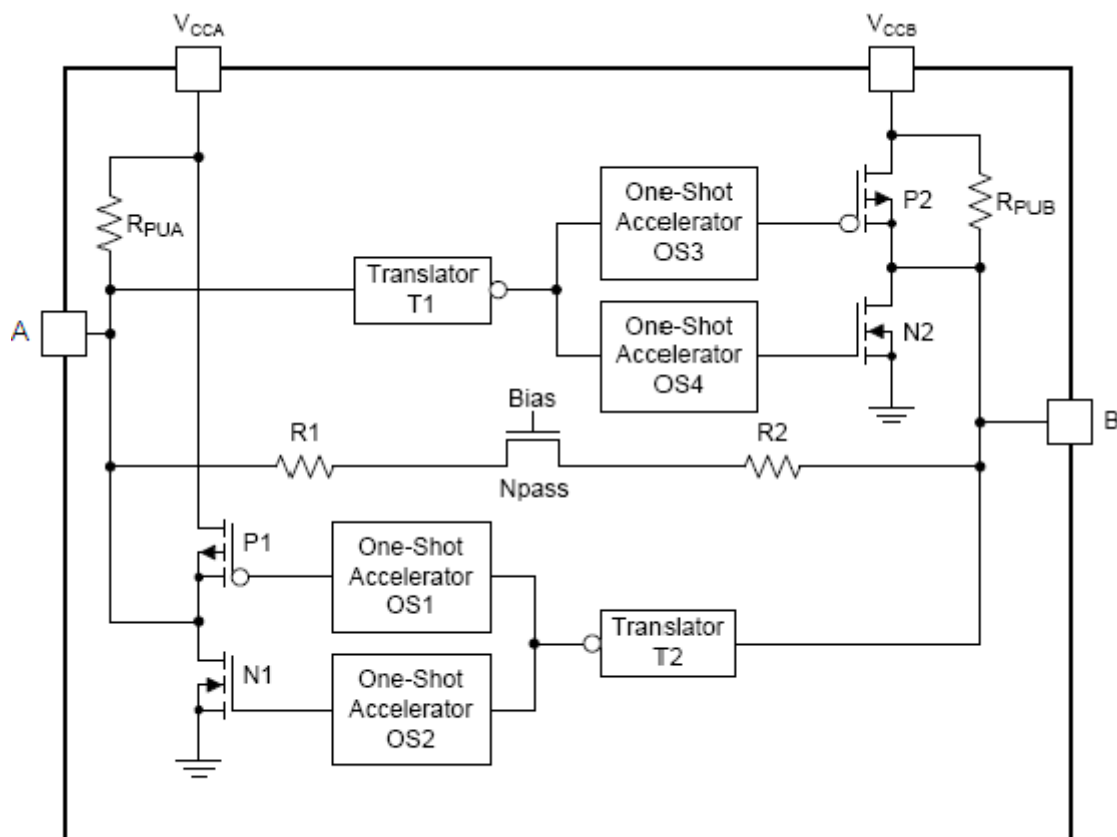 VCCA
VCCB
One-Shot
Accelerator
OS3
P2
RPUB
RPUA
Translator
T1
A
One-Shot
Accelerator
OS4
N2
Bias
B
R1
R2
Npass
P1
One-Shot
Accelerator
OS1
Translator
T2
N1
One-Shot
Accelerator
OS2